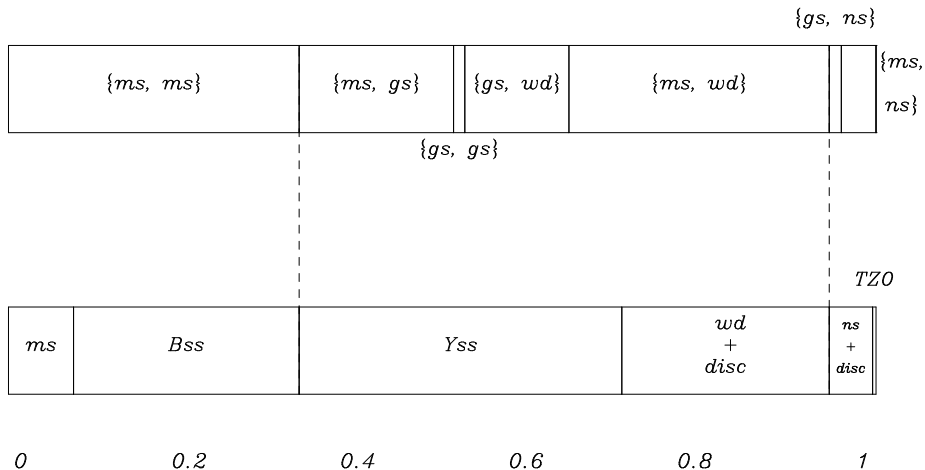 {gs, ns}
{ms, ms}
{ms, gs}
{gs, wd}
{ms, wd}
{ms,
ns}
{gs, gs}
TZO
ms
Bss
Yss
wd
+
disc
ns
+
disc
0 0.2 0.4 0.6 0.8 1